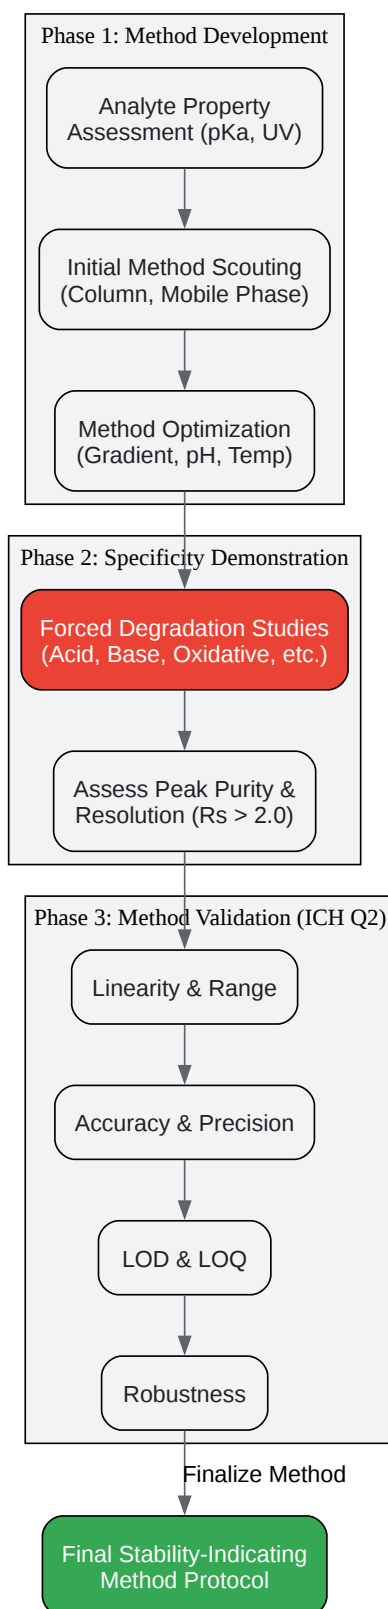 Phase 1: Method Development
Analyte Property
Assessment (pKa, UV)
Initial Method Scouting
(Column, Mobile Phase)
Method Optimization
(Gradient, pH, Temp)
Phase 2: Specificity Demonstration
Forced Degradation Studies
(Acid, Base, Oxidative, etc.)
Assess Peak Purity &
Resolution (Rs > 2.0)
Phase 3: Method Validation (ICH Q2)
Linearity & Range
Accuracy & Precision
LOD & LOQ
Robustness
Finalize Method
Final Stability-Indicating
Method Protocol